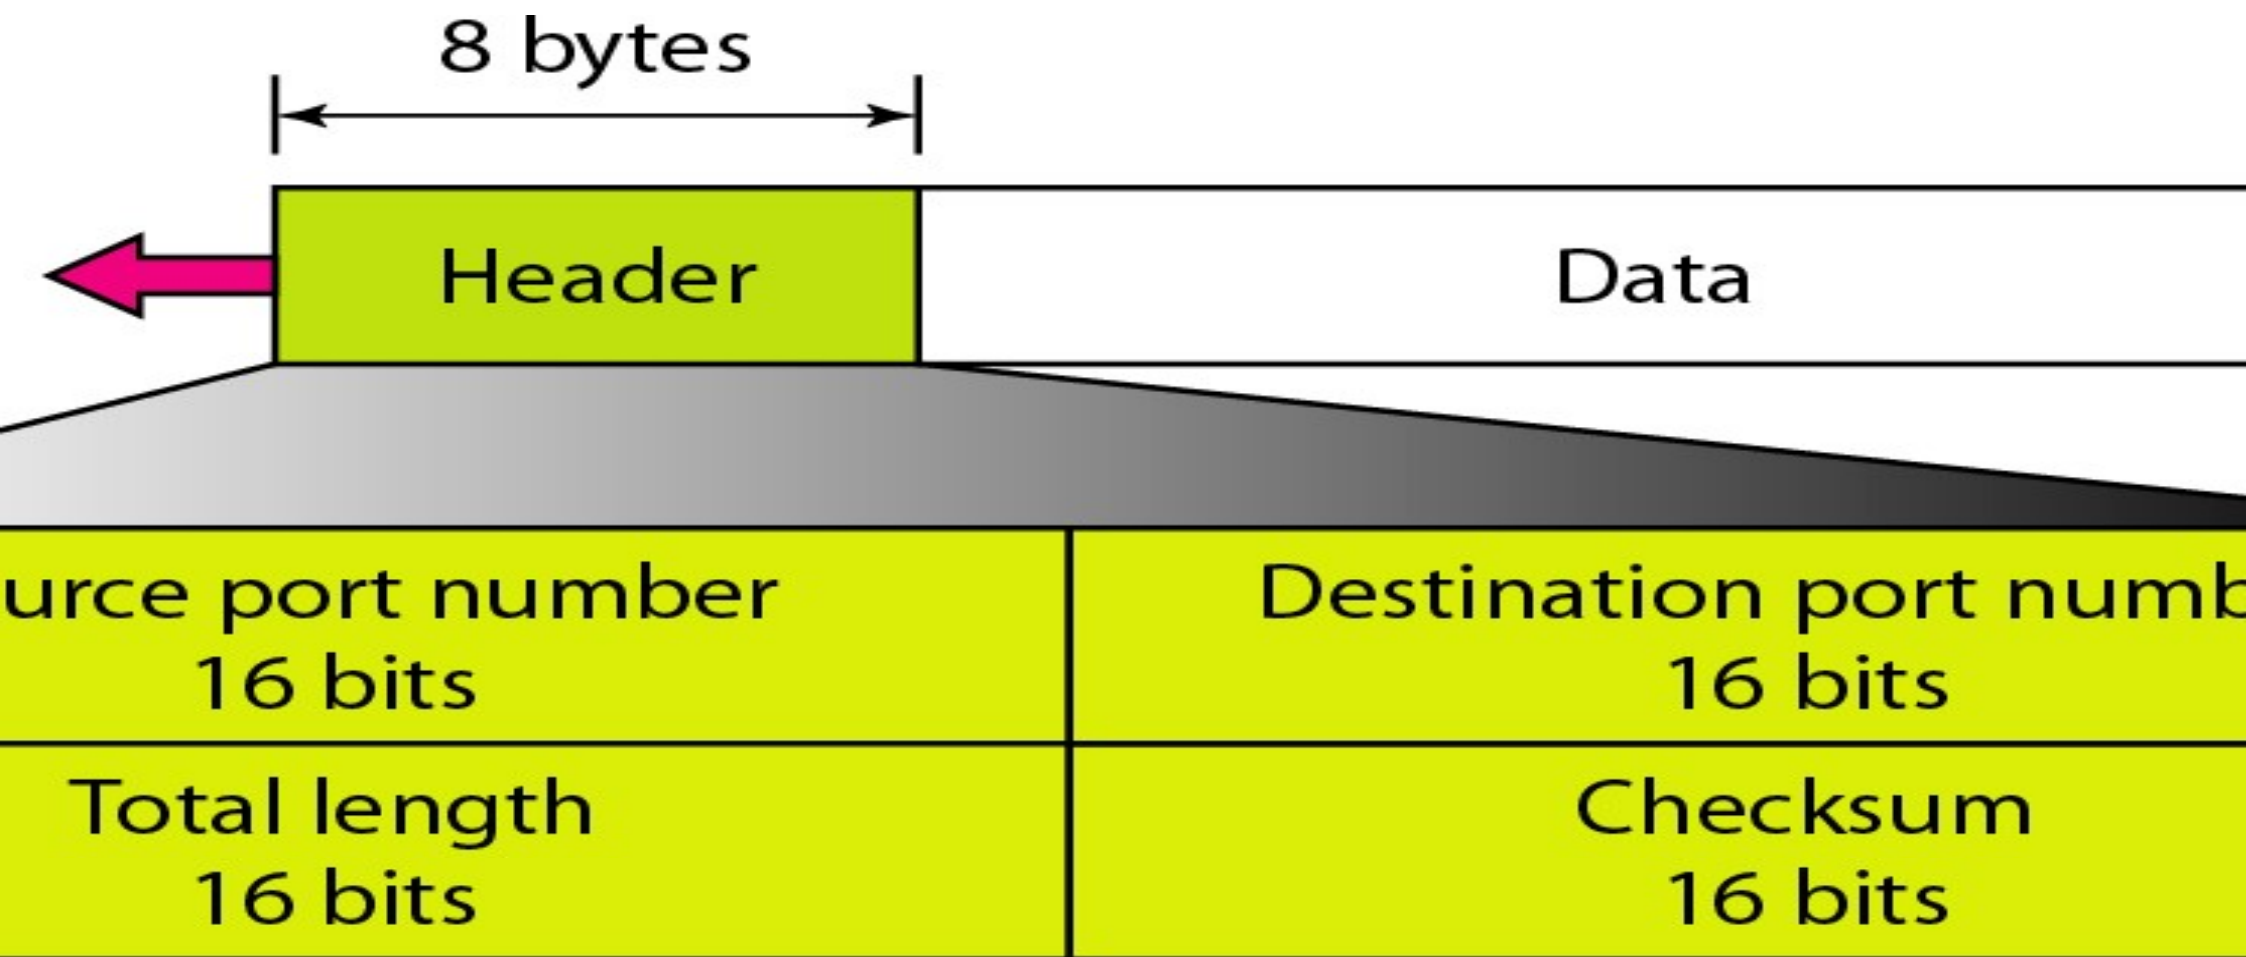 8 bytes
Header
Data
urce port number
16 bits
Destination port numb
16 bits
Total length
16 bits
Checksum
16 bits